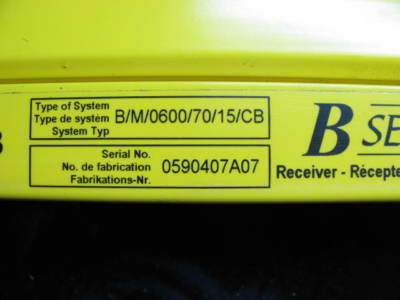 Type of System
Type de systém B/M/0600/70/15/CB
System Typ
Serial No.
No. de fabrication 0590407A07
Fabrikations-Nr.
B SE
Receiver - Récepte